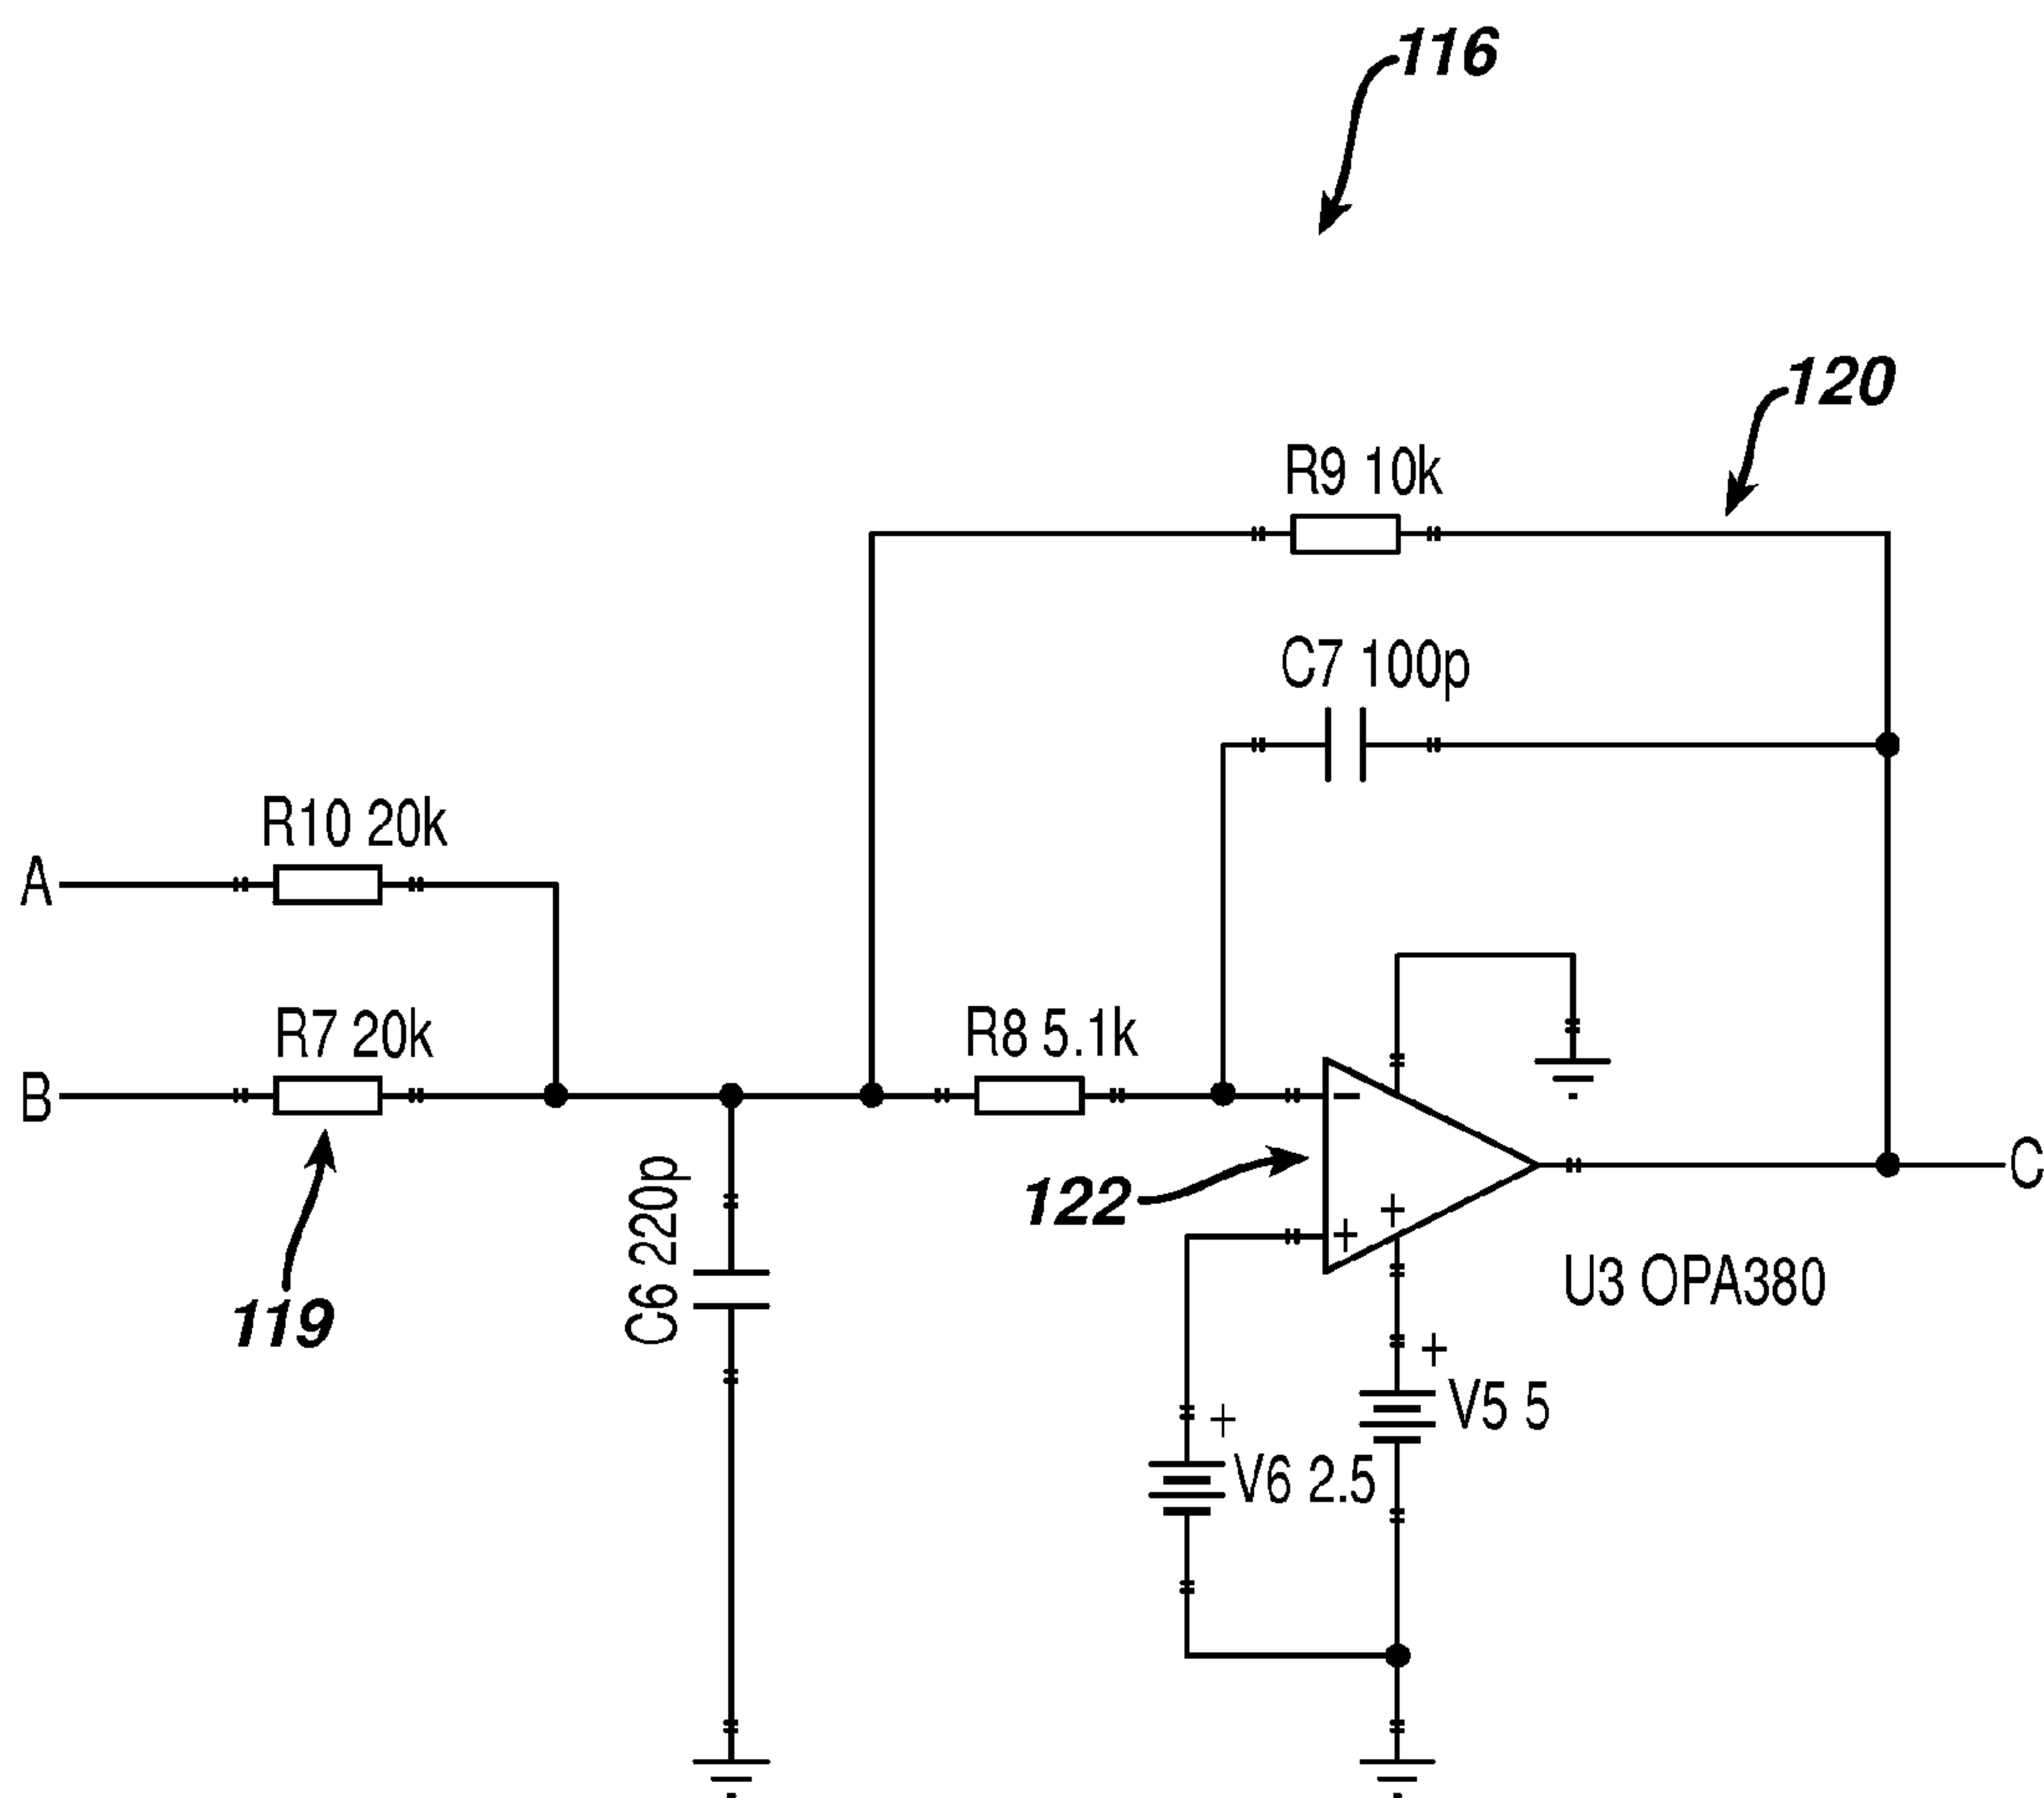 116
120
R9 10k
C7 100p
R10 20k
A
R7 20k
R8 5.1k
B
−
C
122
+
+
C6 220p
U3 OPA380
119
+
V5 5
+
V6 2.5